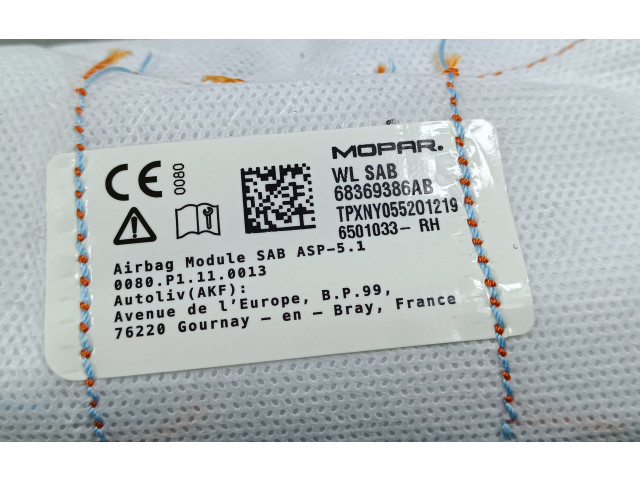 CE
0080
MOPAR.
WL SAB
68369386AB
TPXNY055201219
6501033- RH
Airbag Module SAB ASP-5.1
0080.P1.11.0013
Autoliv(AKF):
Avenue de l'Europe, B.P.99,
76220 Gournay - en - Bray, France